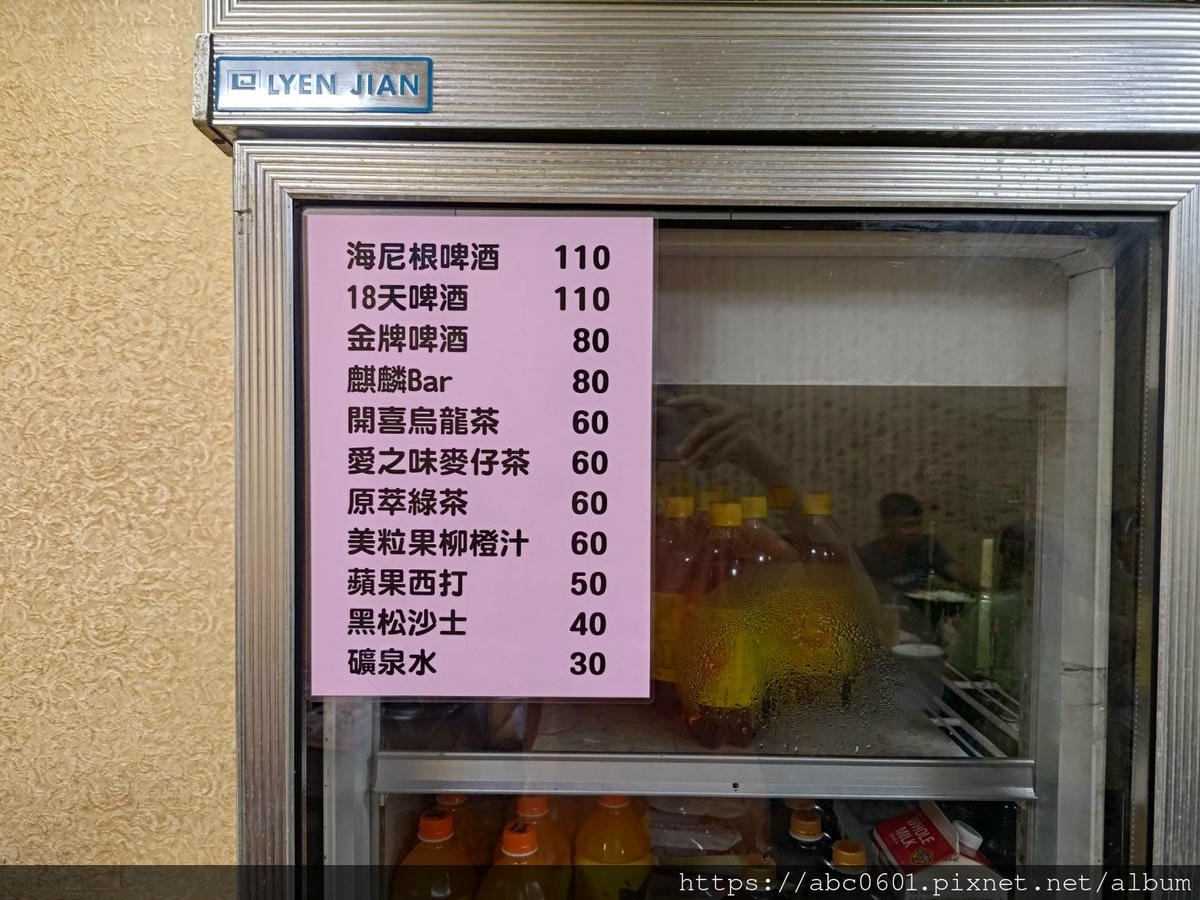 LYEN JIAN
海尼根啤酒 110
18天啤酒 110
金牌啤酒 80
麒麟Bar 80
開喜烏龍茶 60
愛之味麥仔茶 60
原萃綠茶 60
美粒果柳橙汁 60
蘋果西打 50
黑松沙士 40
礦泉水 30
WHOLE
MILK
https://abc0601.pixnet.net/album